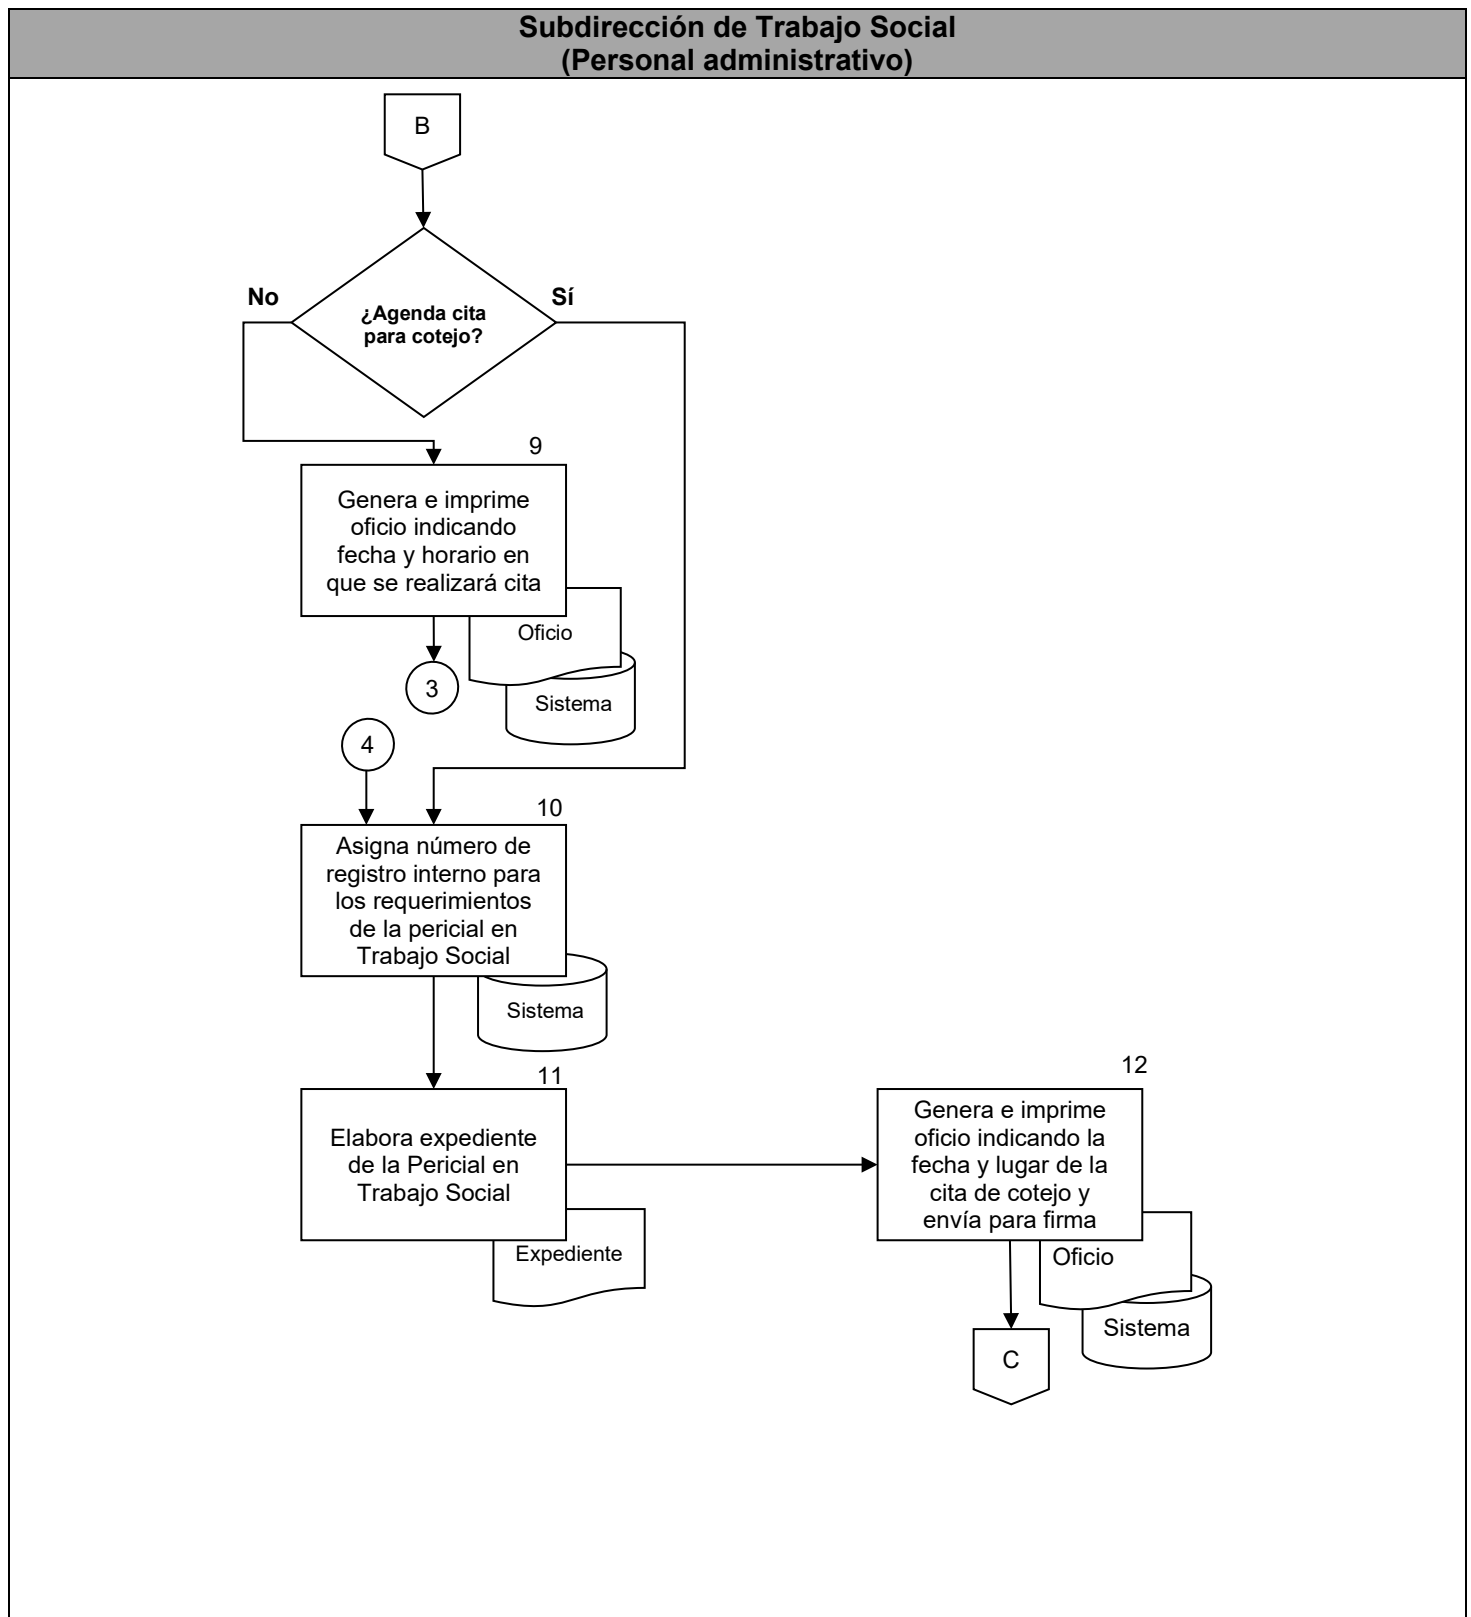 Subdirección de Trabajo Social
(Personal administrativo)
B
No
Sí
¿Agenda cita
para cotejo?
9
Genera e imprime
oficio indicando
fecha y horario en
que se realizará cita
Oficio
Sistema
3
4
10
Asigna número de
registro interno para
los requerimientos
de la pericial en
Trabajo Social
Sistema
11
Elabora expediente
de la Pericial en
Trabajo Social
Expediente
12
Genera e imprime
oficio indicando la
fecha y lugar de la
cita de cotejo y
envía para firma
Oficio
Sistema
C